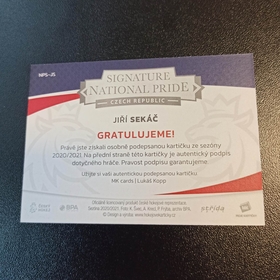 NPS-JS
SIGNATURE
NATIONAL PRIDE
CZECH REPUBLIC
JIŘÍ SEKÁČ
GRATULUJEME!
Právě jste získali osobně podepsanou kartičku ze sezóny
2020/2021. Na přední straně této kartičky je autentický podpis
dotyčného hráče. Pravost podpisu garantujeme.
Užijte si vaši autentickou podepsanou kartičku
MK cards | Lukáš Kopp
BPA